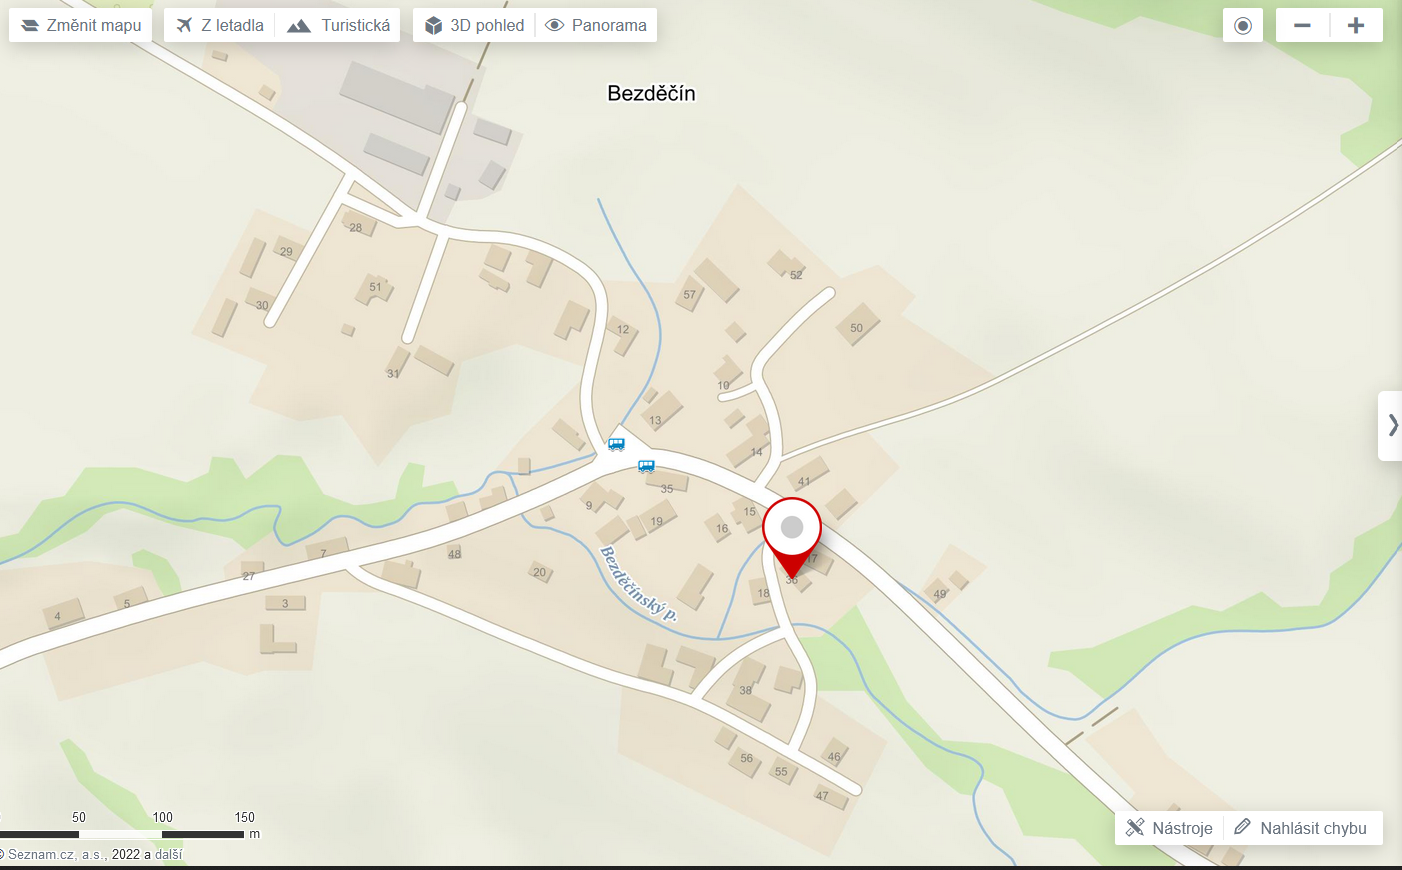 Změnit mapu
Z letadla
Turistická
3D pohled
Panorama
Bezděčín
28
29
30
51
31
12
57
52
50
10
13
14
41
35
9
19
16
15
17
36
18
49
20
48
7
27
5
4
3
Bezděčínský p.
38
56
55
46
47
50 100 150
m
© Seznam.cz, a.s., 2022 a další
Nástroje
Nahlásit chybu